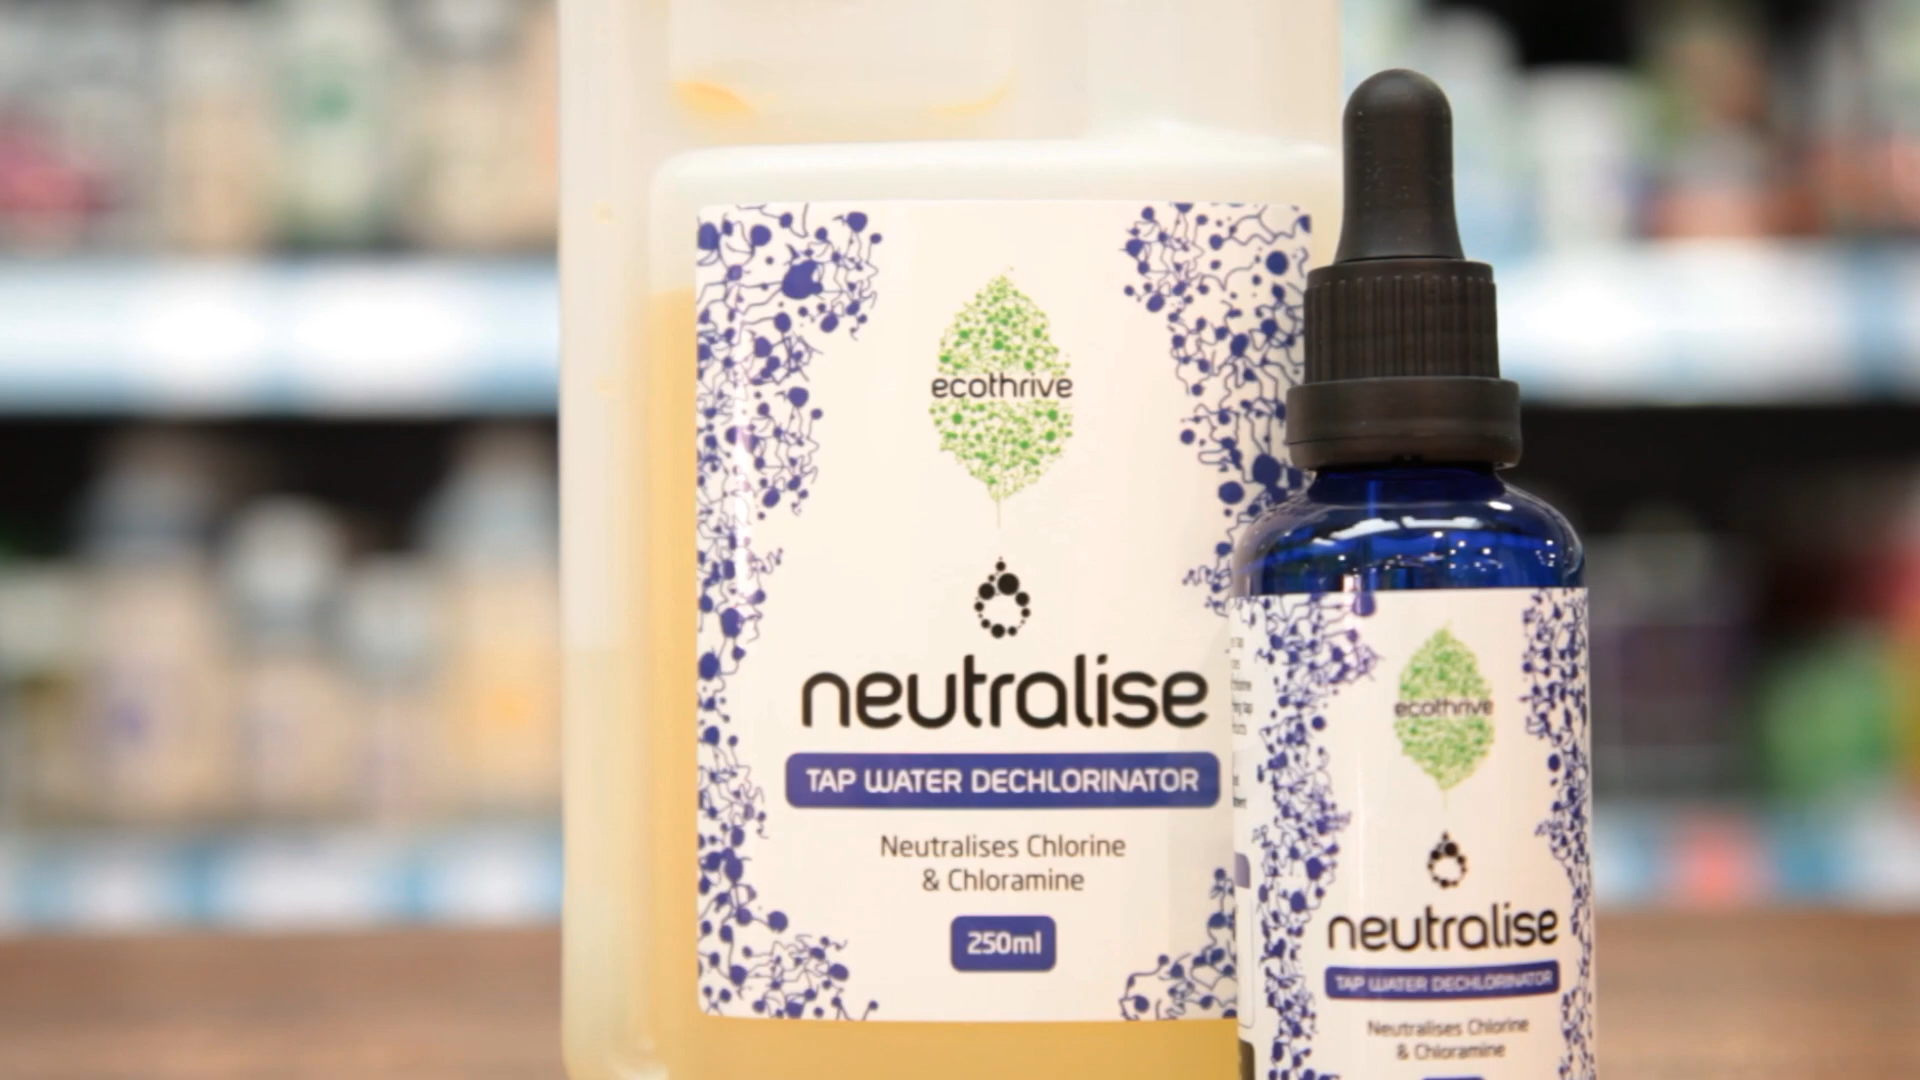 ecothrive
neutralise
TAP WATER DECHLORINATOR
Neutralises Chlorine
& Chloramine
250ml
ecothrive
neutralise
TAP WATER DECHLORINATOR
Neutralises Chlorine
& Chloramine